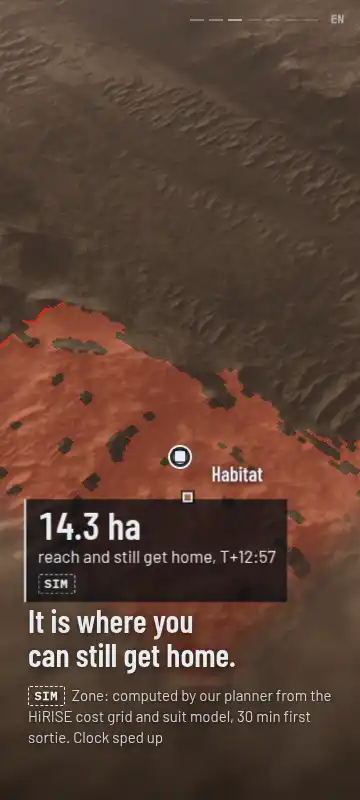 EN
Habitat
14.3 ha
reach and still get home, T+12:57
SIM
It is where you
can still get home.
SIM Zone: computed by our planner from the
HiRISE cost grid and suit model, 30 min first
sortie. Clock sped up